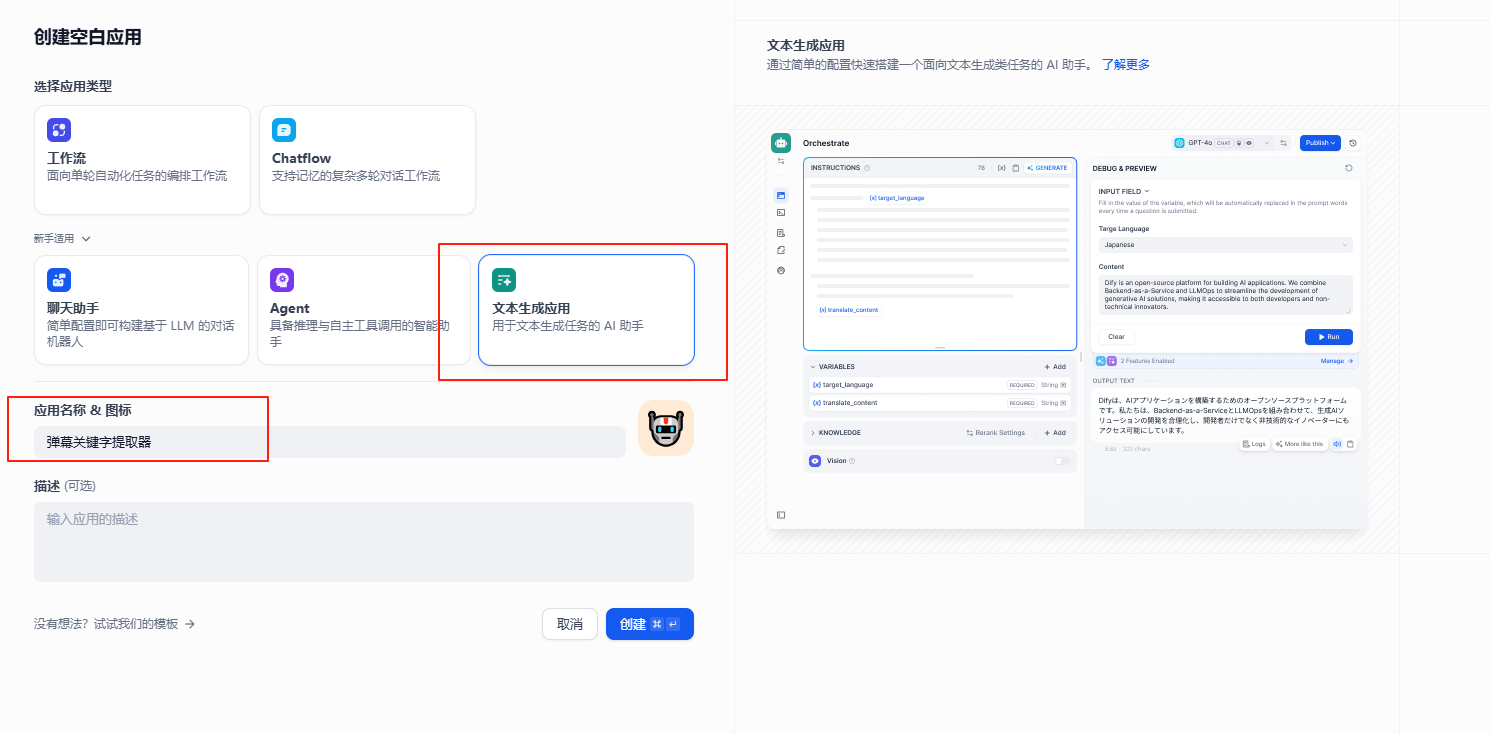 创建空白应用
选择应用类型
工作流
面向单轮自动化任务的编排工作流
Chatflow
支持记忆的复杂多轮对话工作流
新手适用
聊天助手
简单配置即可构建基于 LLM 的对话
机器人
Agent
具备推理与自主工具调用的智能助
手
文本生成应用
用于文本生成任务的 AI 助手
应用名称 & 图标
弹幕关键字提取器
描述 (可选)
输入应用的描述
没有想法？试试我们的模板 →
取消
创建 ⌘ ↵
文本生成应用
通过简单的配置快速搭建一个面向文本生成类任务的 AI 助手。 了解更多
Orchestrate
GPT-4o CHAT
Publish
INSTRUCTIONS
78 {x} GENERATE
{x} target_language
{x} translate_content
VARIABLES
+ Add
{x} target_language REQUIRED String
{x} translate_content REQUIRED String
KNOWLEDGE
Rerank Settings + Add
Vision
DEBUG & PREVIEW
INPUT FIELD
Fill in the value of the variable, which will be automatically replaced in the prompt words
every time a question is submitted.
Targe Language
Japanese
Content
Dify is an open-source platform for building AI applications. We combine
Backend-as-a-Service and LLMOps to streamline the development of
generative AI solutions, making it accessible to both developers and non-
technical innovators.
Clear
Run
2 Features Enabled
Manage →
OUTPUT TEXT
Difyは、AIアプリケーションを構築するためのオープンソースプラットフォーム
です。私たちは、Backend-as-a-ServiceとLLMOpsを組み合わせて、生成AIソ
リューションの開発を合理化し、開発者だけでなく非技術的なイノベーターにも
アクセス可能にしています。
Logs
More like this
5.6s · 321 chars